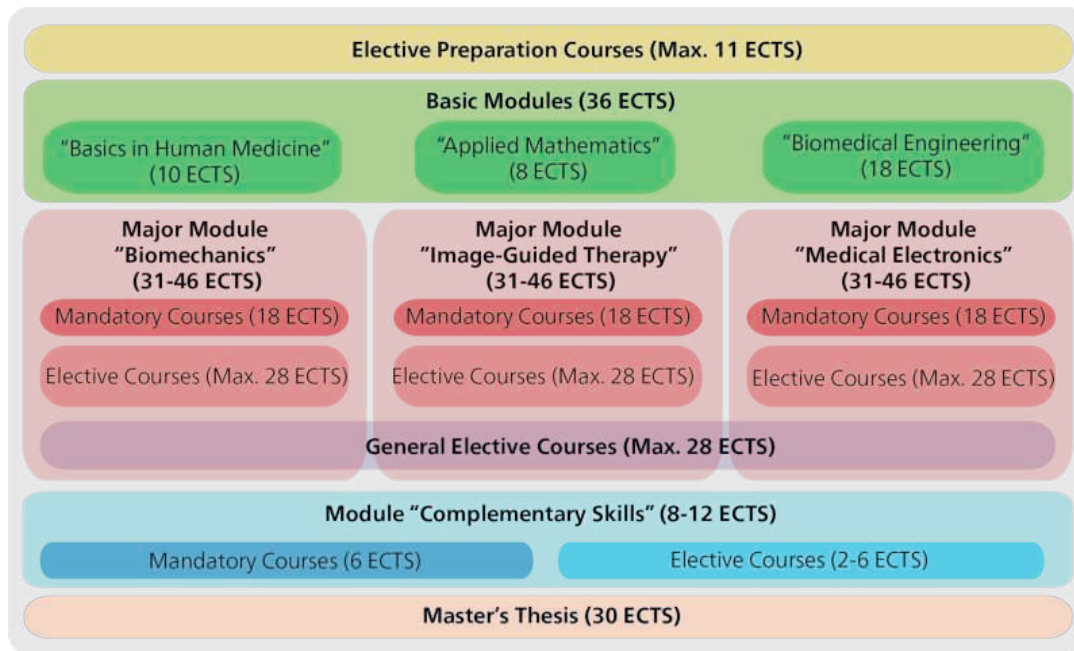 Elective Preparation Courses (Max. 11 ECTS)
Basic Modules (36 ECTS)
“Basics in Human Medicine”
(10 ECTS)
“Applied Mathematics”
(8 ECTS)
“Biomedical Engineering”
(18 ECTS)
Major Module
“Biomechanics”
(31-46 ECTS)
Mandatory Courses (18 ECTS)
Elective Courses (Max. 28 ECTS)
Major Module
“Image-Guided Therapy”
(31-46 ECTS)
Mandatory Courses (18 ECTS)
Elective Courses (Max. 28 ECTS)
Major Module
“Medical Electronics”
(31-46 ECTS)
Mandatory Courses (18 ECTS)
Elective Courses (Max. 28 ECTS)
General Elective Courses (Max. 28 ECTS)
Module “Complementary Skills” (8-12 ECTS)
Mandatory Courses (6 ECTS)
Elective Courses (2-6 ECTS)
Master’s Thesis (30 ECTS)